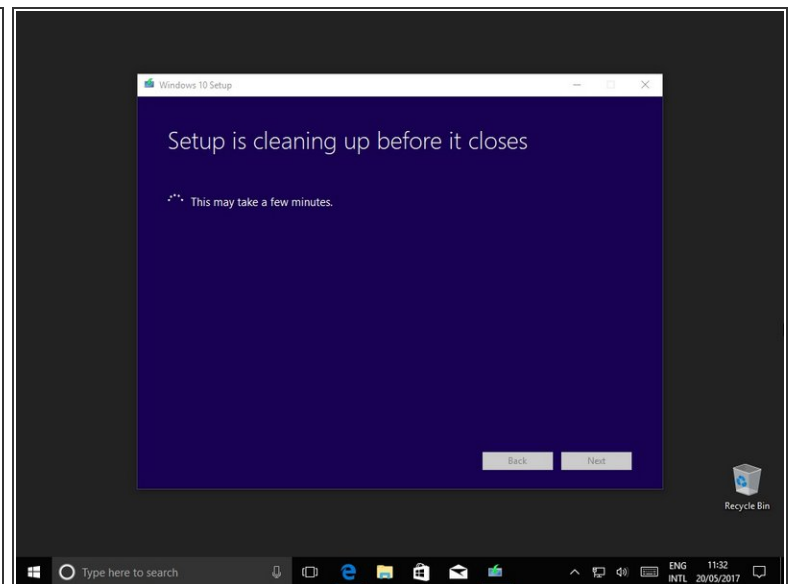 Windows 10 Setup
Setup is cleaning up before it closes
This may take a few minutes.
Back
Next
Recycle Bin
Type here to search
ENG
INTL
11:32
20/05/2017